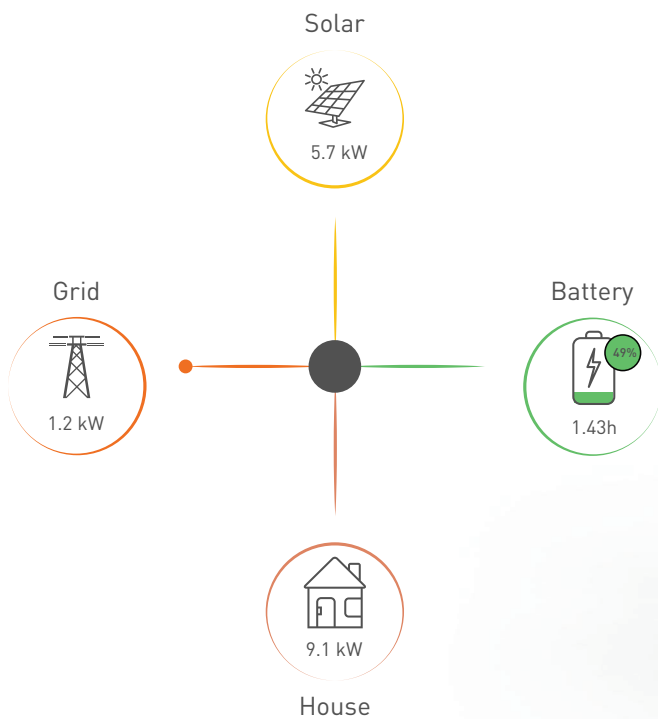 Solar
5.7 kW
Grid
1.2 kW
Battery
49%
1.43h
9.1 kW
House